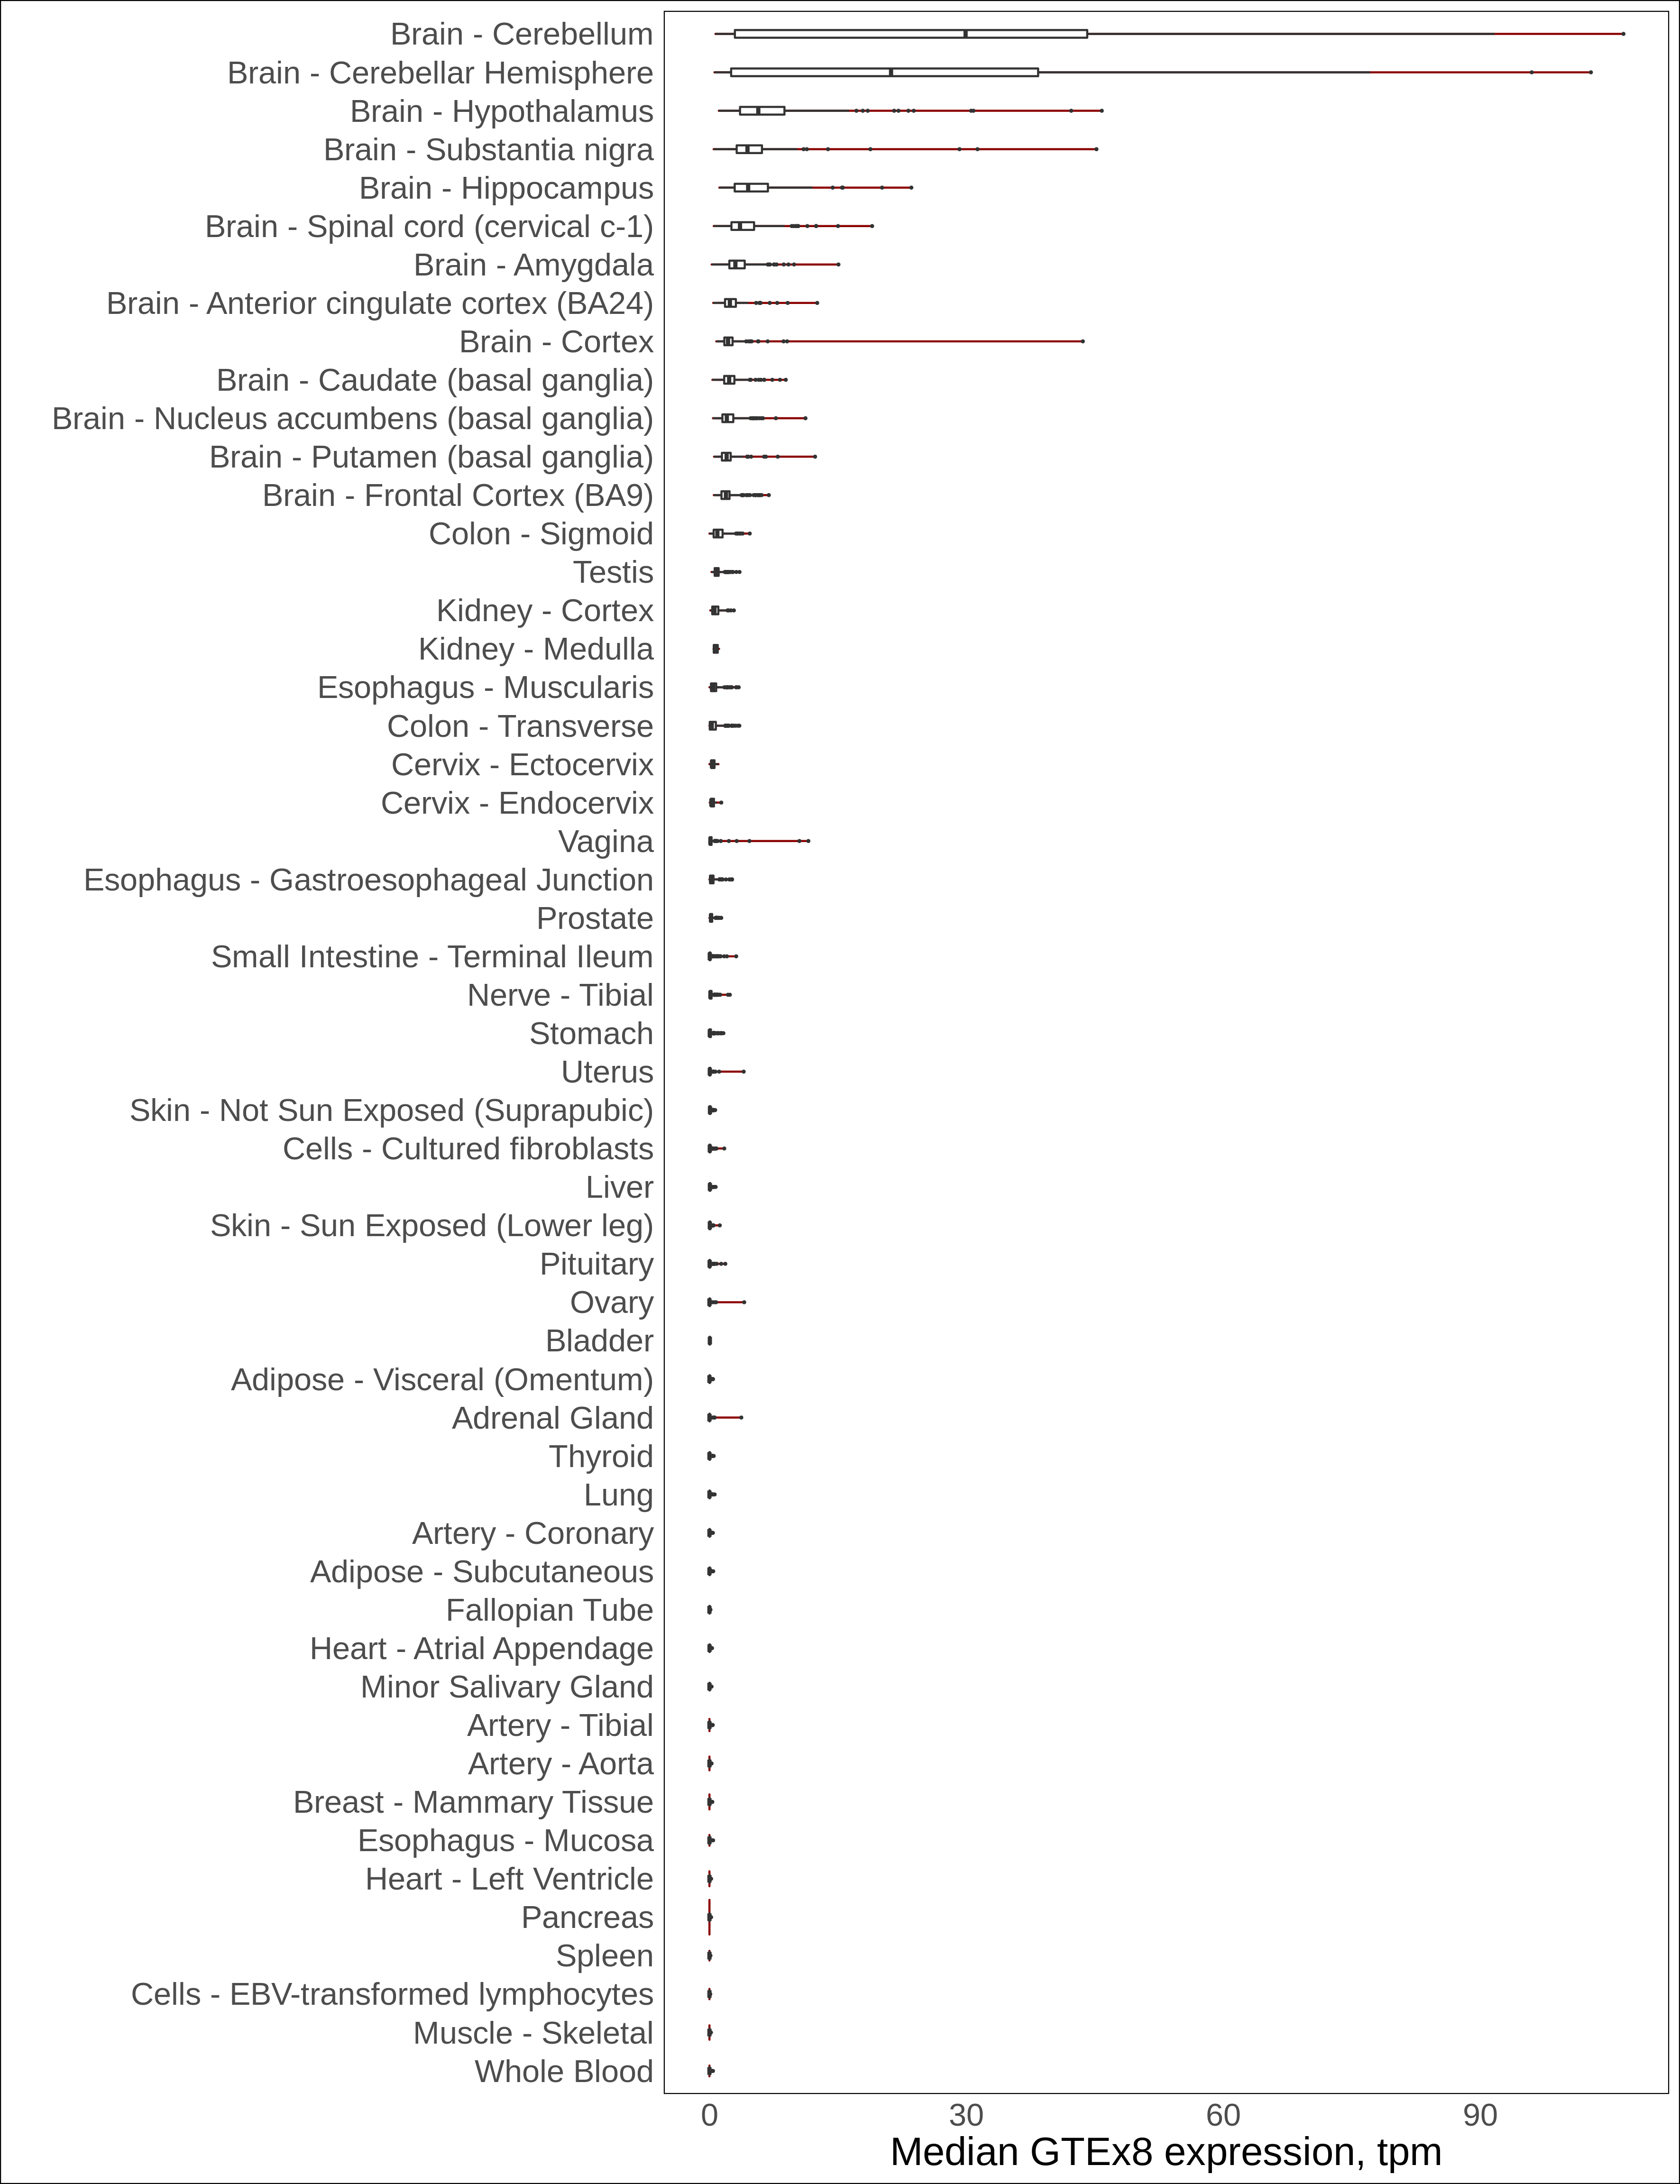 Brain - Cerebellum
Brain - Cerebellar Hemisphere
Brain - Hypothalamus
Brain - Substantia nigra
Brain - Hippocampus
Brain - Spinal cord (cervical c-1)
Brain - Amygdala
Brain - Anterior cingulate cortex (BA24)
Brain - Cortex
Brain - Caudate (basal ganglia)
Brain - Nucleus accumbens (basal ganglia)
Brain - Putamen (basal ganglia)
Brain - Frontal Cortex (BA9)
Colon - Sigmoid
Testis
Kidney - Cortex
Kidney - Medulla
Esophagus - Muscularis
Colon - Transverse
Cervix - Ectocervix
Cervix - Endocervix
Vagina
Esophagus - Gastroesophageal Junction
Prostate
Small Intestine - Terminal Ileum
Nerve - Tibial
Stomach
Uterus
Skin - Not Sun Exposed (Suprapubic)
Cells - Cultured fibroblasts
Liver
Skin - Sun Exposed (Lower leg)
Pituitary
Ovary
Bladder
Adipose - Visceral (Omentum)
Adrenal Gland
Thyroid
Lung
Artery - Coronary
Adipose - Subcutaneous
Fallopian Tube
Heart - Atrial Appendage
Minor Salivary Gland
Artery - Tibial
Artery - Aorta
Breast - Mammary Tissue
Esophagus - Mucosa
Heart - Left Ventricle
Pancreas
Spleen
Cells - EBV-transformed lymphocytes
Muscle - Skeletal
Whole Blood
0 30 60 90
Median GTEx8 expression, tpm